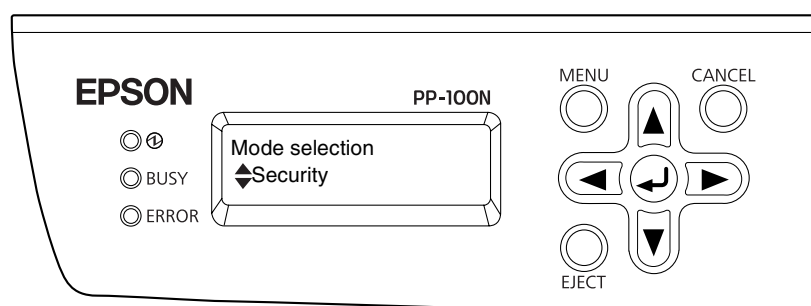 EPSON
PP-100N
Mode selection
Security
BUSY
ERROR
MENU
CANCEL
EJECT